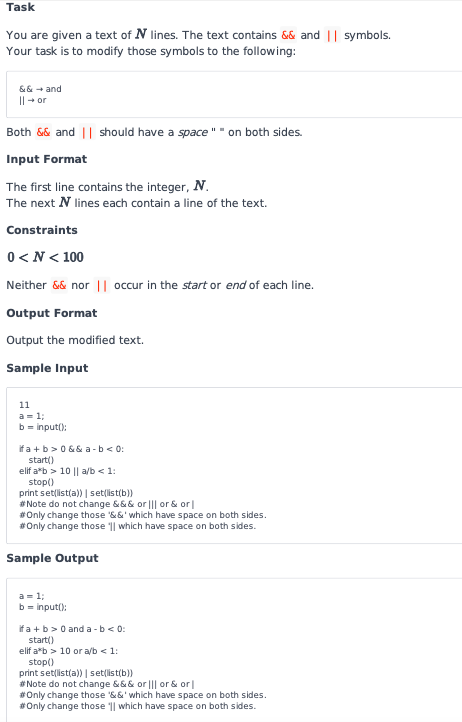 Task
You are given a text of N lines. The text contains && and || symbols.
Your task is to modify those symbols to the following:
&& → and
|| → or
Both && and || should have a space " " on both sides.
Input Format
The first line contains the integer, N.
The next N lines each contain a line of the text.
Constraints
0 < N < 100
Neither && nor || occur in the start or end of each line.
Output Format
Output the modified text.
Sample Input
11
a = 1;
b = input();
if a + b > 0 && a - b < 0:
start()
elif a*b > 10 || a/b < 1:
stop()
print set(list(a)) | set(list(b))
#Note do not change &&& or ||| or & or |
#Only change those '&&' which have space on both sides.
#Only change those '|| which have space on both sides.
Sample Output
a = 1;
b = input();
if a + b > 0 and a - b < 0:
start()
elif a*b > 10 or a/b < 1:
stop()
print set(list(a)) | set(list(b))
#Note do not change &&& or ||| or & or |
#Only change those '&&' which have space on both sides.
#Only change those '|| which have space on both sides.